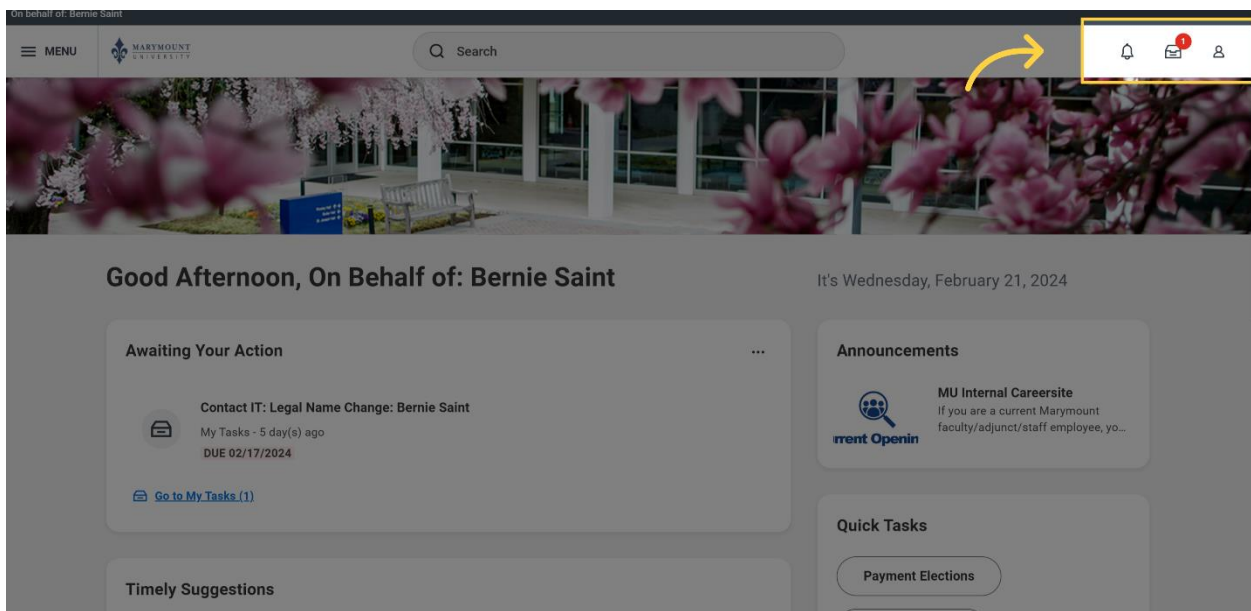 On behalf of: Bernie Saint
MENU
MARYMOUNT
UNIVERSITY
Search
1
Good Afternoon, On Behalf of: Bernie Saint
It's Wednesday, February 21, 2024
Awaiting Your Action
...
Contact IT: Legal Name Change: Bernie Saint
My Tasks - 5 day(s) ago
DUE 02/17/2024
Go to My Tasks (1)
Announcements
MU Internal Careersite
If you are a current Marymount
faculty/adjunct/staff employee, yo...
rrent Openin
Quick Tasks
Payment Elections
Timely Suggestions